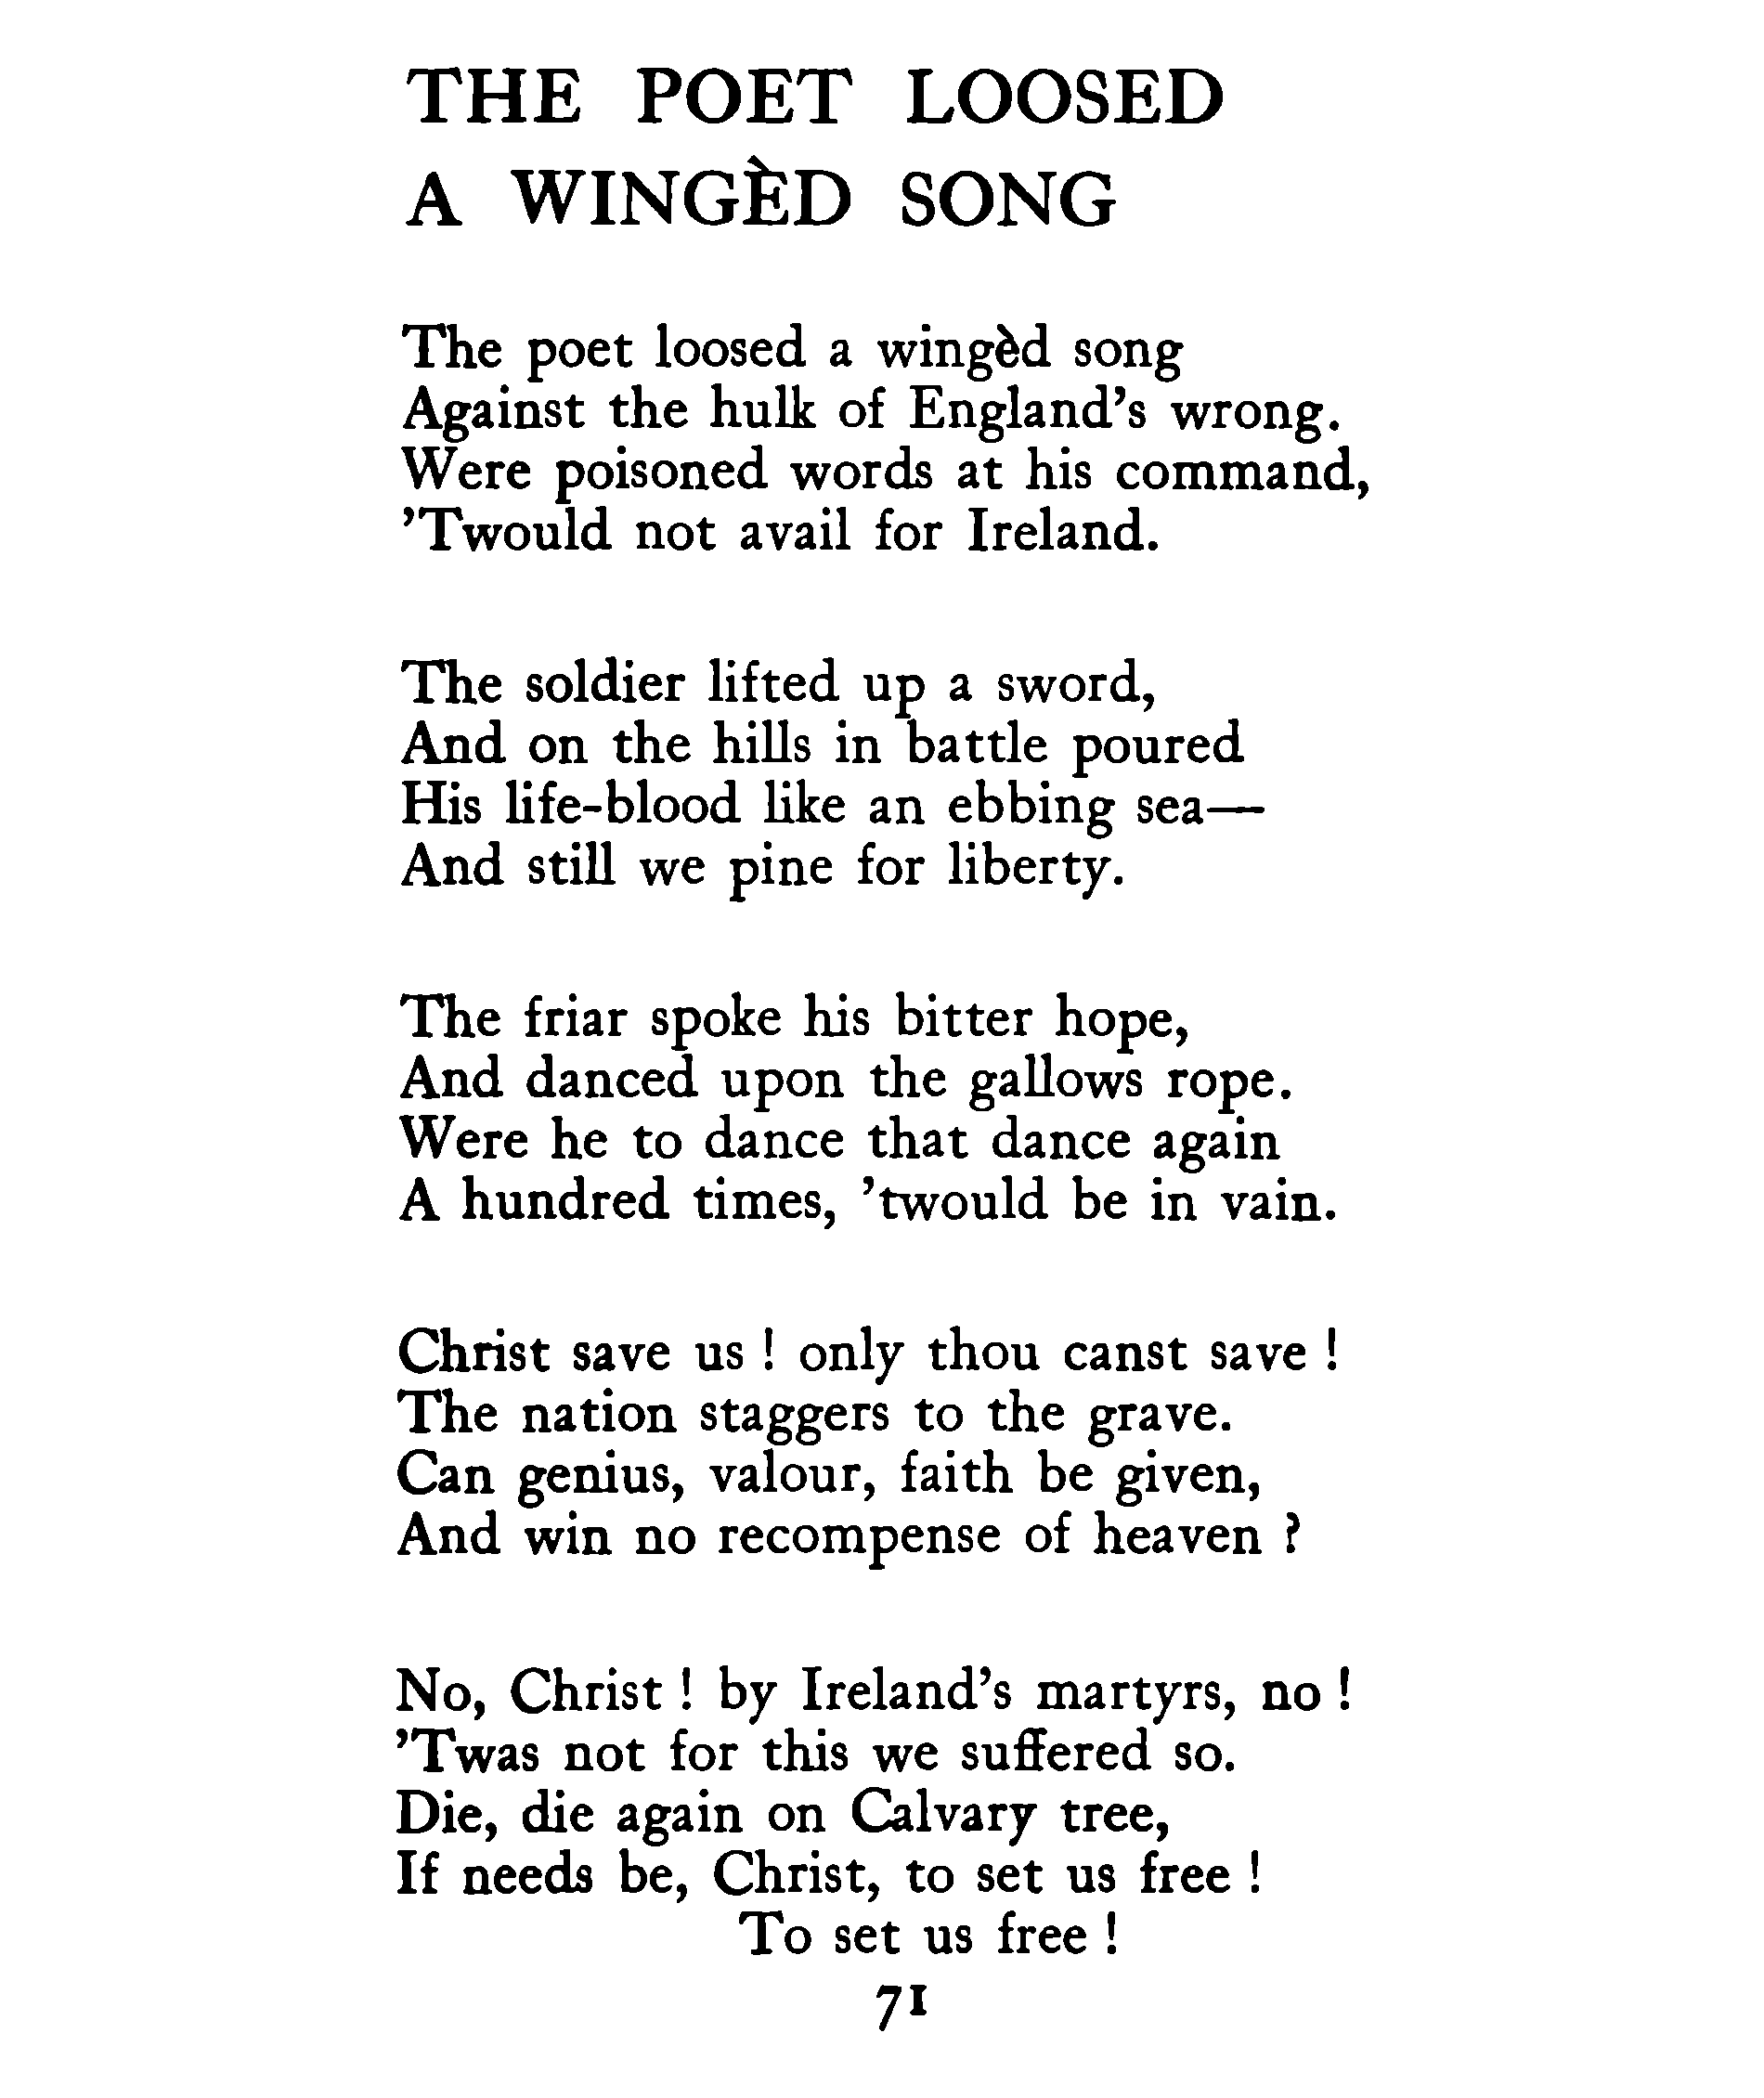 THE POET LOOSED
A WINGÈD SONG
The poet loosed a wingèd song
Against the hulk of England’s wrong.
Were poisoned words at his command,
’Twould not avail for Ireland.
The soldier lifted up a sword,
And on the hills in battle poured
His life-blood like an ebbing sea—
And still we pine for liberty.
The friar spoke his bitter hope,
And danced upon the gallows rope.
Were he to dance that dance again
A hundred times, ’twould be in vain.
Christ save us ! only thou canst save !
The nation staggers to the grave.
Can genius, valour, faith be given,
And win no recompense of heaven ?
No, Christ ! by Ireland’s martyrs, no !
’Twas not for this we suffered so.
Die, die again on Calvary tree,
If needs be, Christ, to set us free !
To set us free !
71